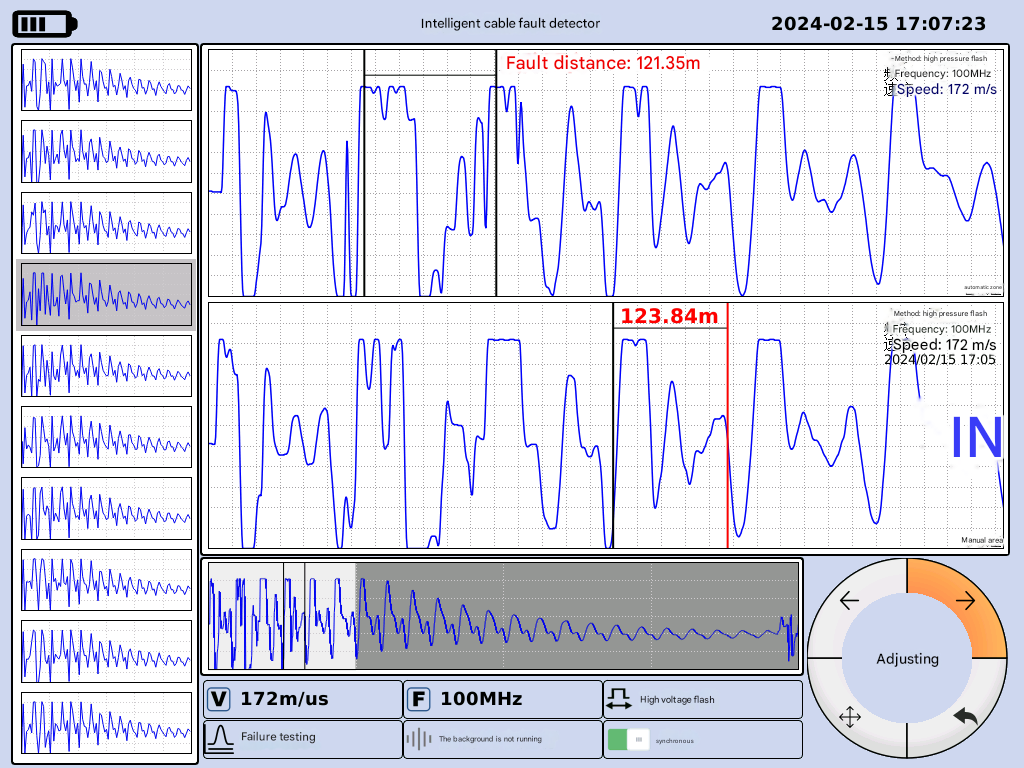 Intelligent cable fault detector
2024-02-15 17:07:23
Fault distance: 121.35m
Method: high pressure flash
Frequency: 100MHz
Speed: 172 m/s
automatic zone
123.84m
Method: high pressure flash
Frequency: 100MHz
Speed: 172 m/s
2024/02/15 17:05
IN
Manual area
V 172m/us
F 100MHz
High voltage flash
Failure testing
The background is not running
synchronous
Adjusting